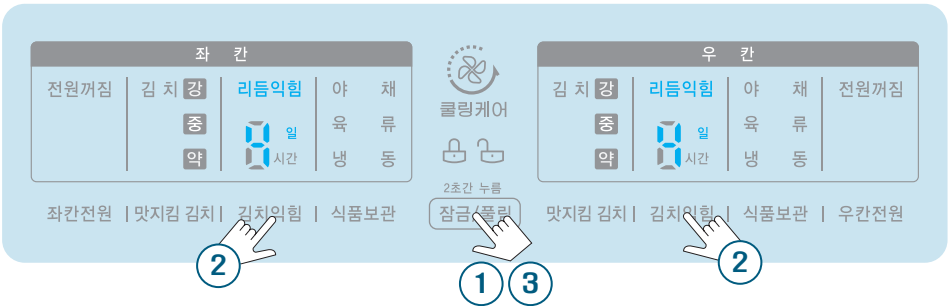 좌 칸
전원꺼짐 김 치 강 리듬익힘 야 채
중 일 육 류
약 시간 냉 동
좌칸전원 맛지킴 김치 김치익힘 식품보관
쿨링케어
2초간 누름
잠금/풀림
우 칸
김 치 강 리듬익힘 야 채 전원꺼짐
중 일 육 류
약 시간 냉 동
맛지킴 김치 김치익힘 식품보관 우칸전원
2
1 3
2